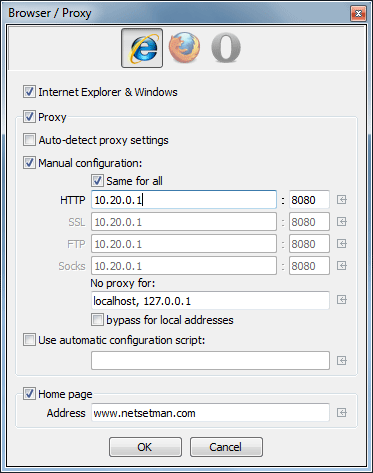 Browser / Proxy
Internet Explorer & Windows
Proxy
Auto-detect proxy settings
Manual configuration:
Same for all
HTTP 10.20.0.1 : 8080
SSL 10.20.0.1 : 8080
FTP 10.20.0.1 : 8080
Socks 10.20.0.1 : 8080
No proxy for:
localhost, 127.0.0.1
bypass for local addresses
Use automatic configuration script:
Home page
Address www.netsetman.com
OK Cancel